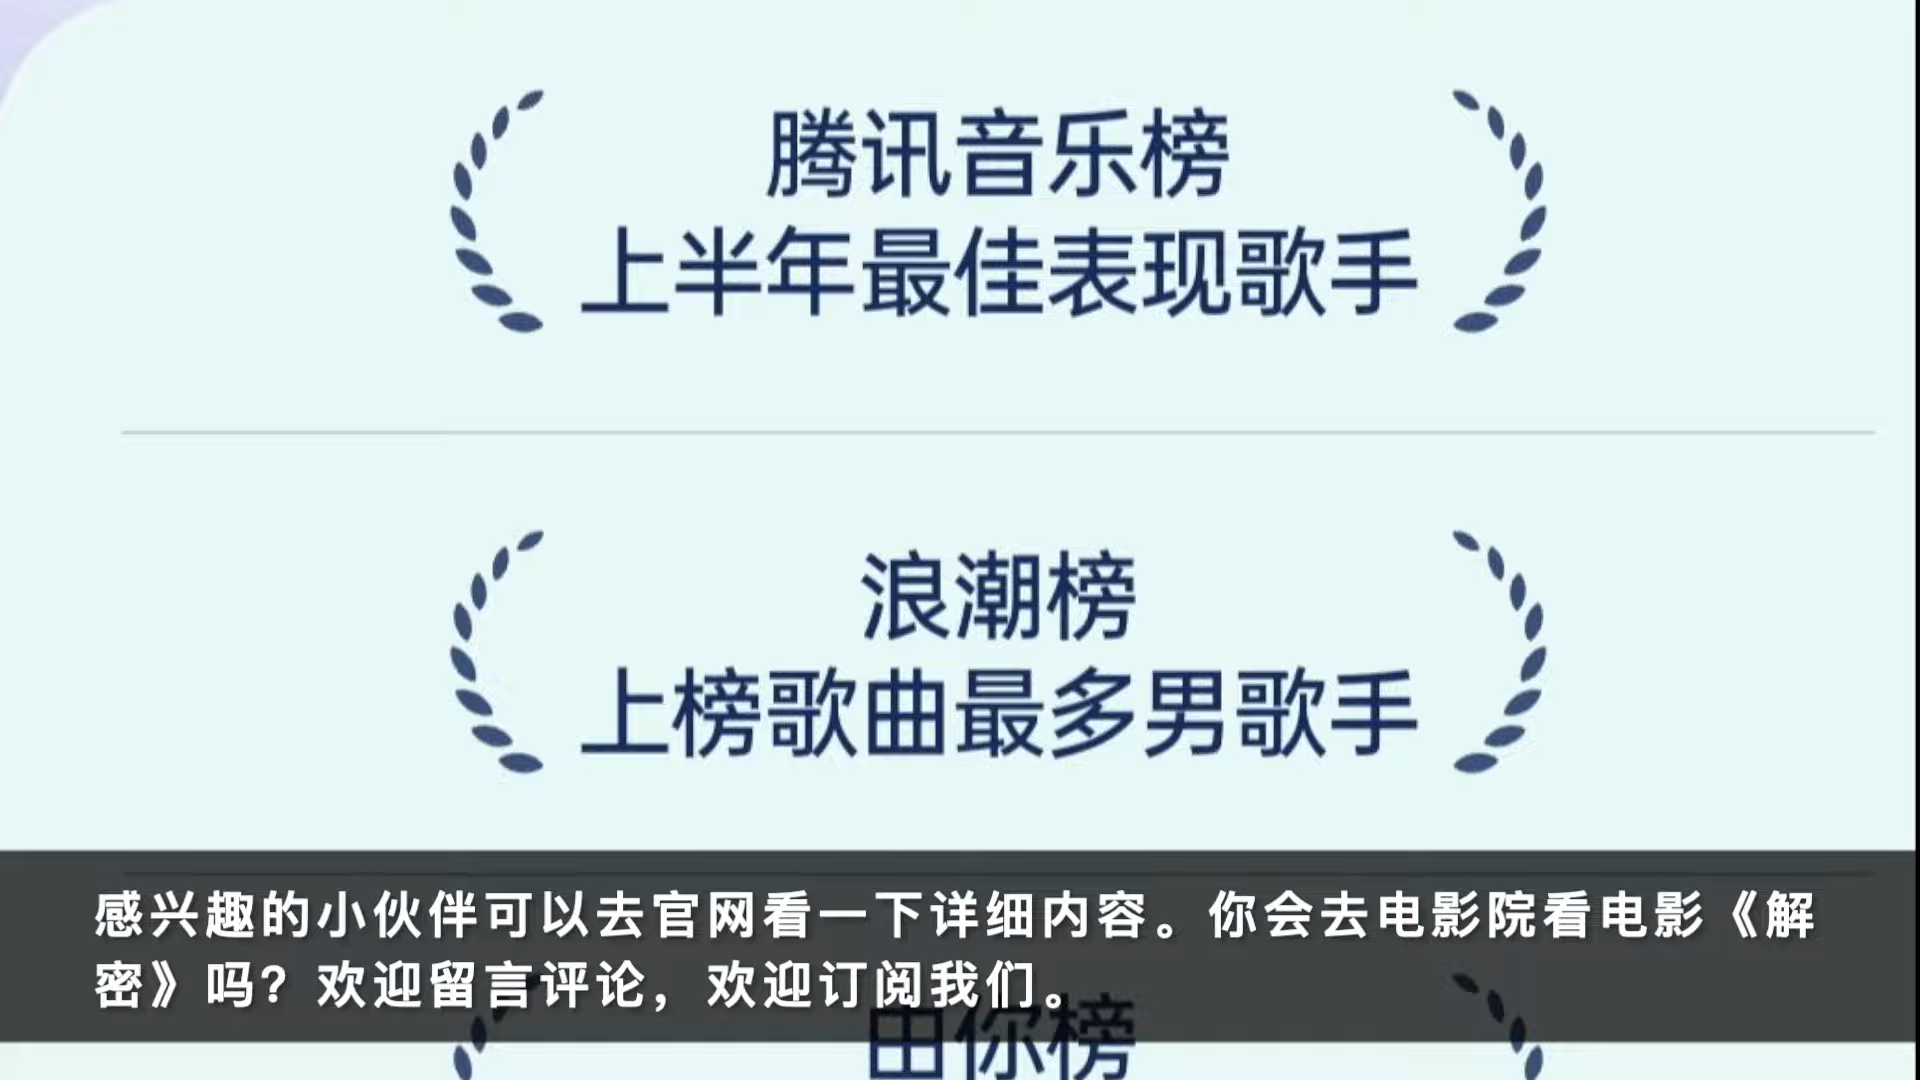 腾讯音乐榜
上半年最佳表现歌手
浪潮榜
上榜歌曲最多男歌手
感兴趣的小伙伴可以去官网看一下详细内容。你会去电影院看电影《解
密》吗？欢迎留言评论，欢迎订阅我们。
由你榜